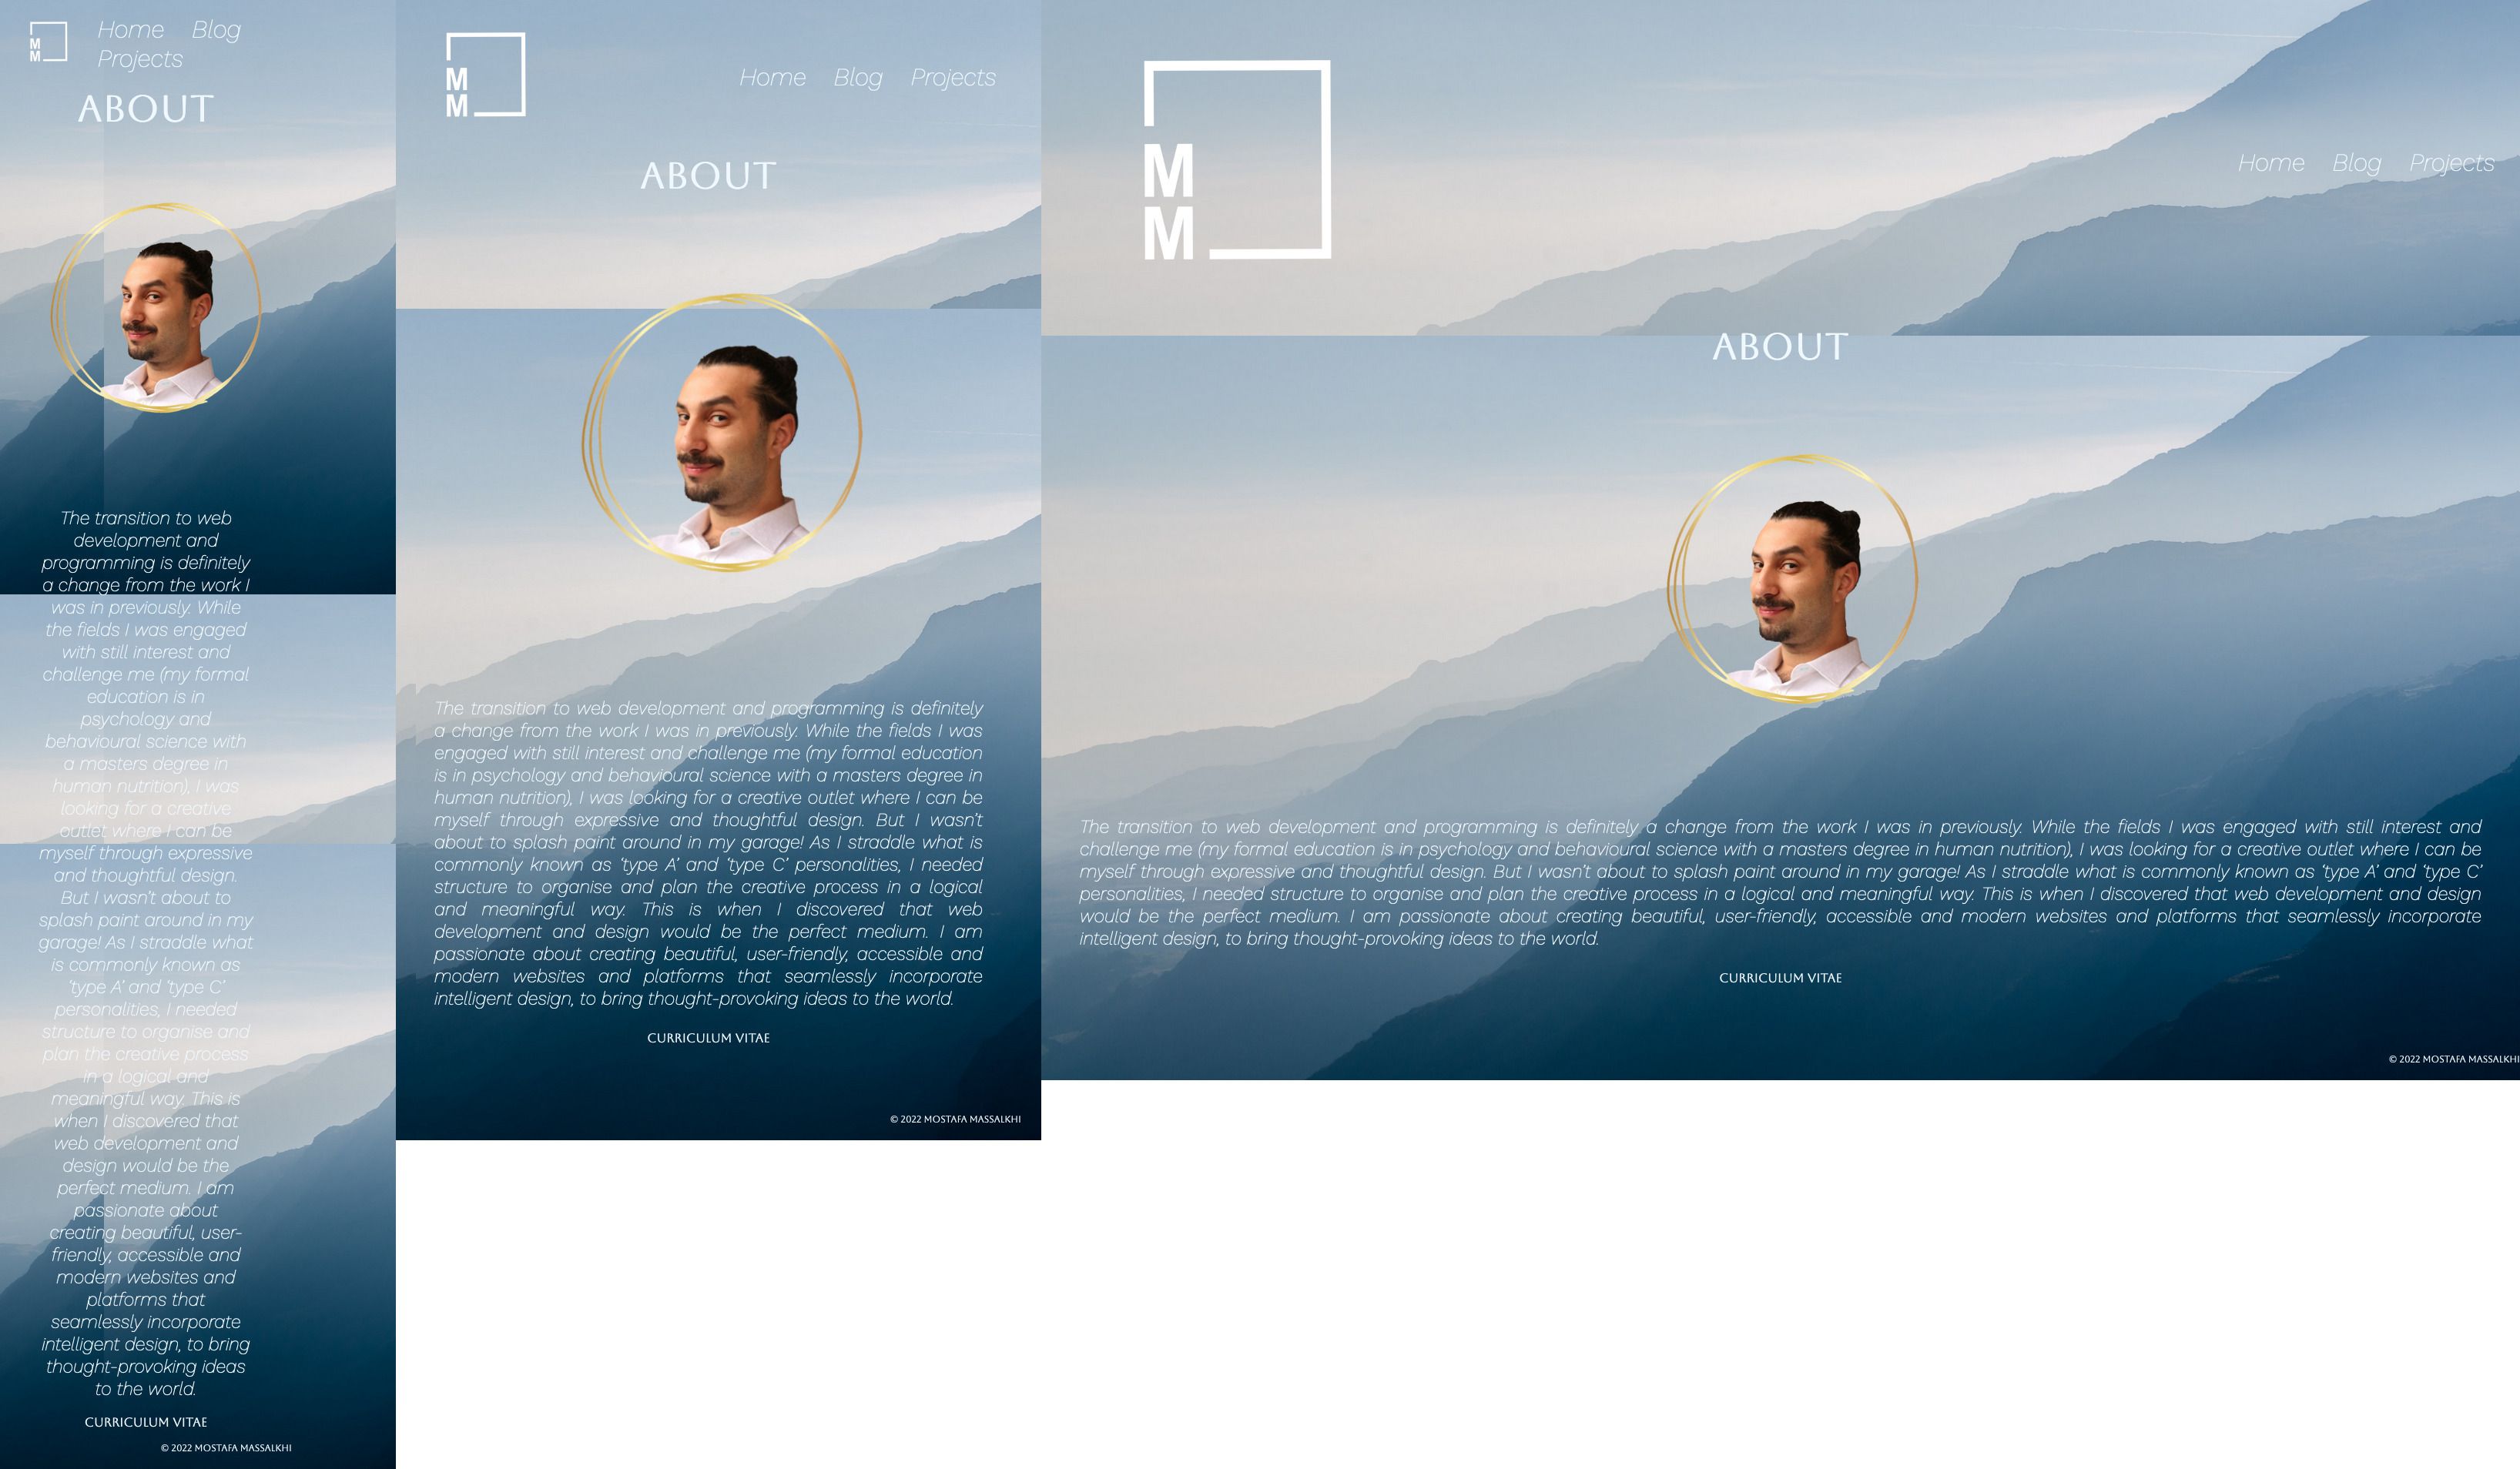 M
M
Home Blog
Projects
ABOUT
The transition to web
development and
programming is definitely
a change from the work I
was in previously. While
the fields I was engaged
with still interest and
challenge me (my formal
education is in
psychology and
behavioural science with
a masters degree in
human nutrition), I was
looking for a creative
outlet where I can be
myself through expressive
and thoughtful design.
But I wasn’t about to
splash paint around in my
garage! As I straddle what
is commonly known as
‘type A’ and ‘type C’
personalities, I needed
structure to organise and
plan the creative process
in a logical and
meaningful way. This is
when I discovered that
web development and
design would be the
perfect medium. I am
passionate about
creating beautiful, user-
friendly, accessible and
modern websites and
platforms that
seamlessly incorporate
intelligent design, to bring
thought-provoking ideas
to the world.
CURRICULUM VITAE
© 2022 MOSTAFA MASSALKHI
M
M
Home Blog Projects
ABOUT
The transition to web development and programming is definitely
a change from the work I was in previously. While the fields I was
engaged with still interest and challenge me (my formal education
is in psychology and behavioural science with a masters degree in
human nutrition), I was looking for a creative outlet where I can be
myself through expressive and thoughtful design. But I wasn’t
about to splash paint around in my garage! As I straddle what is
commonly known as ‘type A’ and ‘type C’ personalities, I needed
structure to organise and plan the creative process in a logical
and meaningful way. This is when I discovered that web
development and design would be the perfect medium. I am
passionate about creating beautiful, user-friendly, accessible and
modern websites and platforms that seamlessly incorporate
intelligent design, to bring thought-provoking ideas to the world.
CURRICULUM VITAE
© 2022 MOSTAFA MASSALKHI
M
M
Home Blog Projects
ABOUT
The transition to web development and programming is definitely a change from the work I was in previously. While the fields I was engaged with still interest and
challenge me (my formal education is in psychology and behavioural science with a masters degree in human nutrition), I was looking for a creative outlet where I can be
myself through expressive and thoughtful design. But I wasn’t about to splash paint around in my garage! As I straddle what is commonly known as ‘type A’ and ‘type C’
personalities, I needed structure to organise and plan the creative process in a logical and meaningful way. This is when I discovered that web development and design
would be the perfect medium. I am passionate about creating beautiful, user-friendly, accessible and modern websites and platforms that seamlessly incorporate
intelligent design, to bring thought-provoking ideas to the world.
CURRICULUM VITAE
© 2022 MOSTAFA MASSALKHI